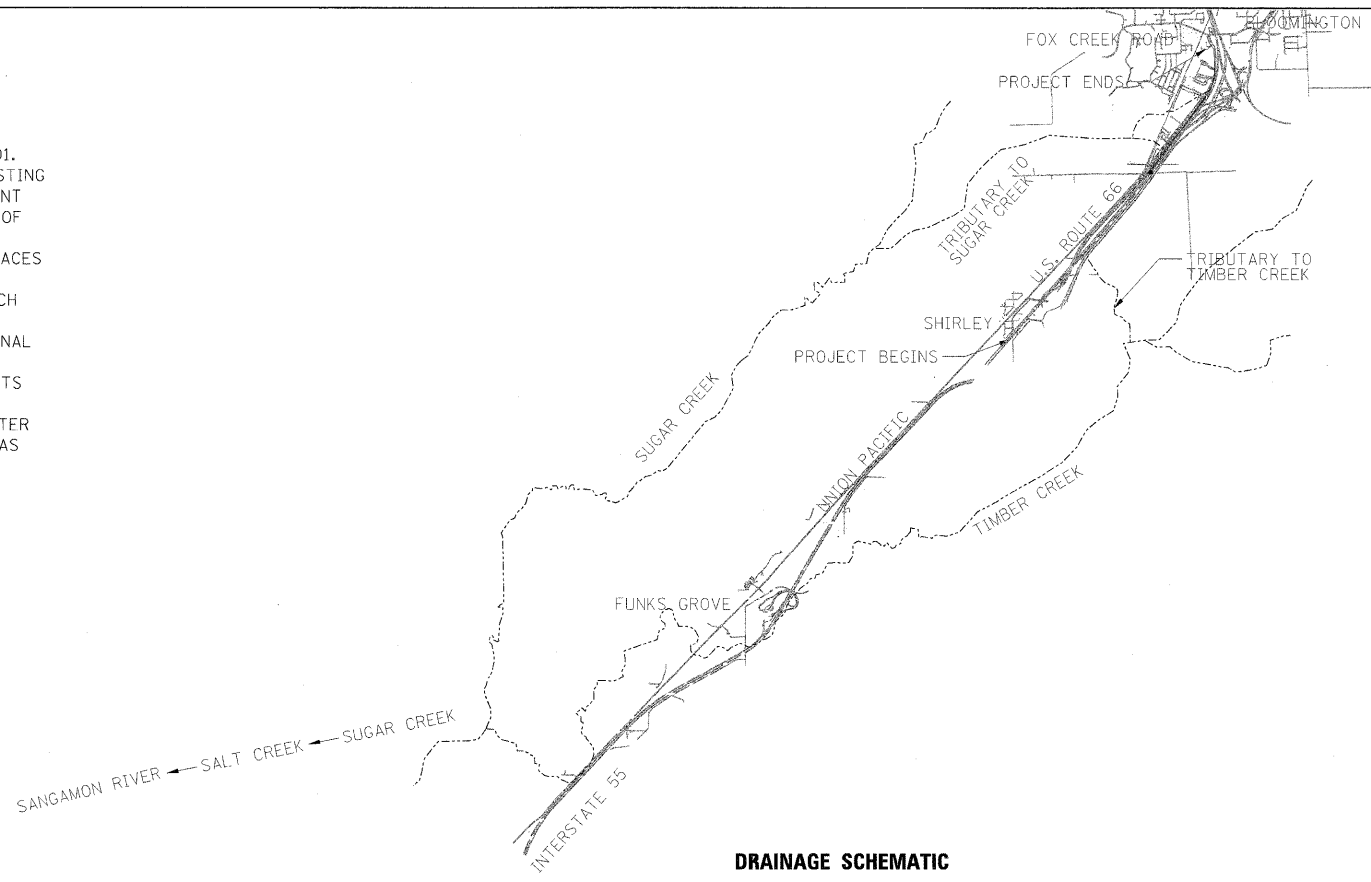 01.
STING
NT
OF
ACES
CH
NAL
TS
TER
AS
BLOOMINGTON
FOX CREEK ROAD
PROJECT ENDS
TRIBUTARY TO
SUGAR CREEK
U.S. ROUTE 66
TRIBUTARY TO
TIMBER CREEK
SHIRLEY
PROJECT BEGINS
SUGAR CREEK
UNION PACIFIC
TIMBER CREEK
FUNKS GROVE
SANGAMON RIVER SALT CREEK SUGAR CREEK
INTERSTATE 55
DRAINAGE SCHEMATIC